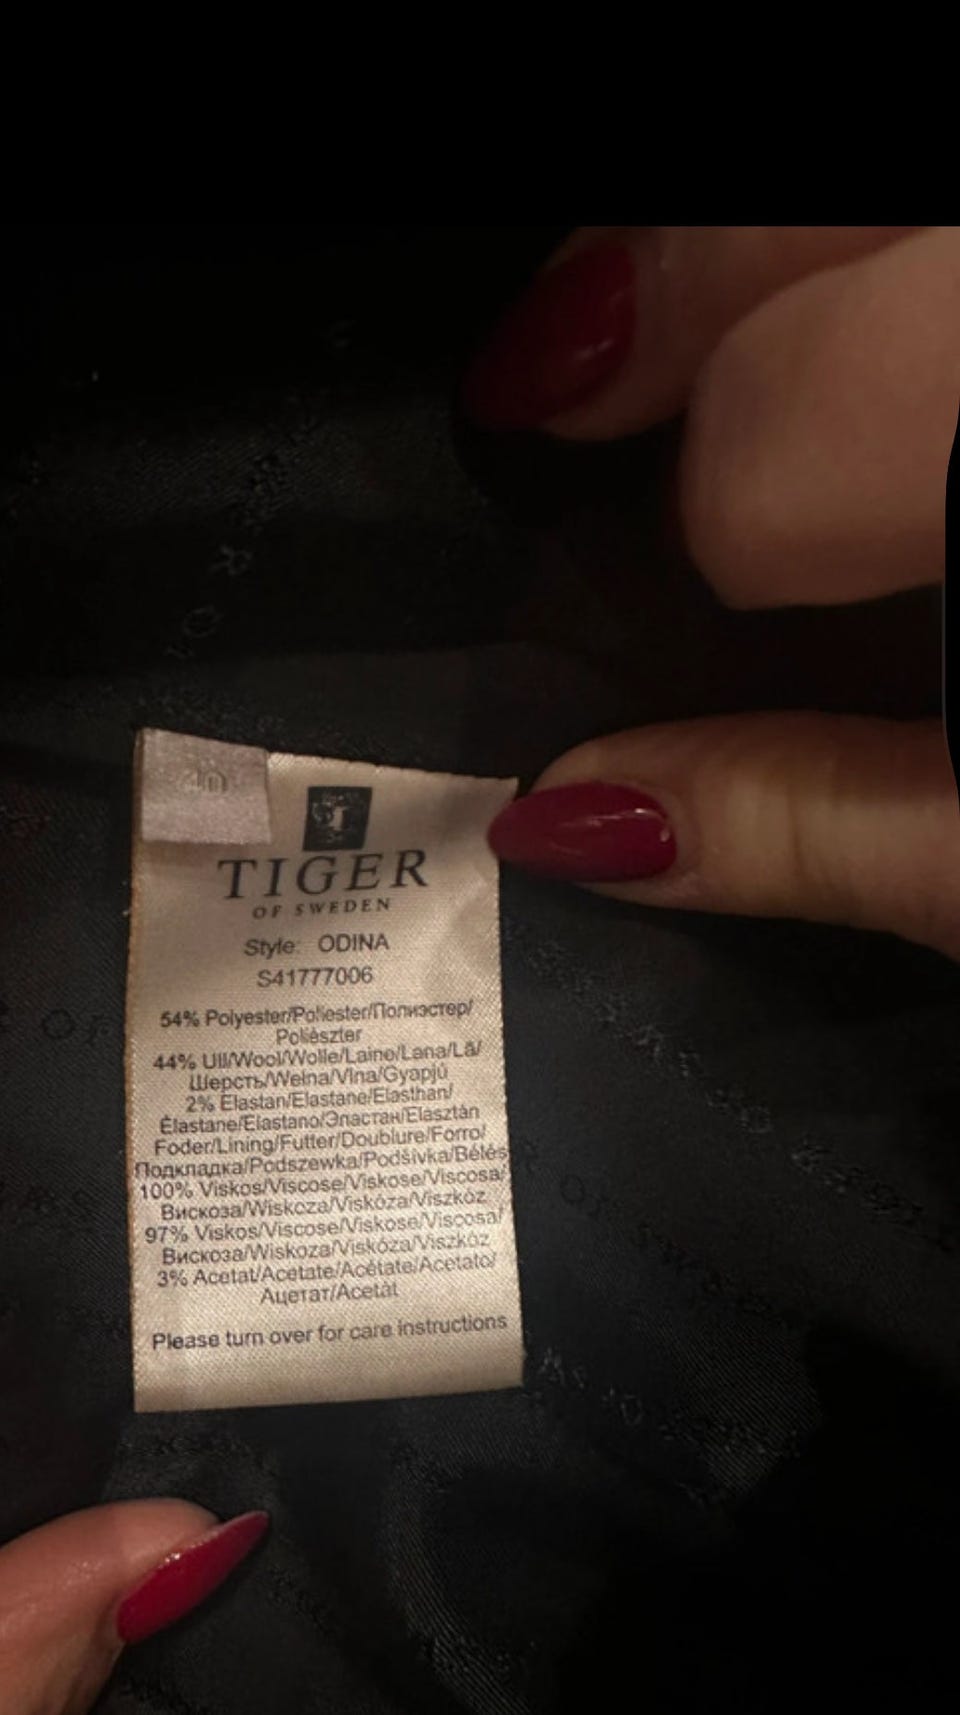 40
TIGER
OF SWEDEN
Style: ODINA
S41777006
54% Polyester/Poliester/Полиэстер/
Poliészter
44% Ull/Wool/Wolle/Laine/Lana/Lã/
Шерсть/Wełna/Vlna/Gyapjú
2% Elastan/Elastane/Elasthan/
Élastane/Elastano/Эластан/Elasztán
Foder/Lining/Futter/Doublure/Forro/
Подкладка/Podszewka/Podšívka/Bélés
100% Viskos/Viscose/Viskose/Viscosa/
Вискоза/Wiskoza/Viskóza/Viszkóz
97% Viskos/Viscose/Viskose/Viscosa/
Вискоза/Wiskoza/Viskóza/Viszkóz
3% Acetat/Acetate/Acétate/Acetato/
Ацетат/Acetát
Please turn over for care instructions